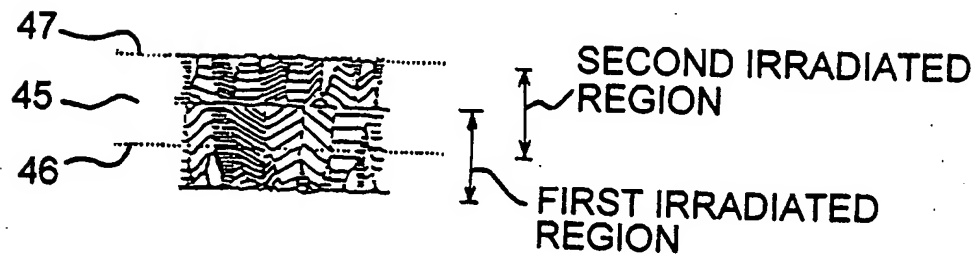 47
45
46
SECOND IRRADIATED
REGION
FIRST IRRADIATED
REGION